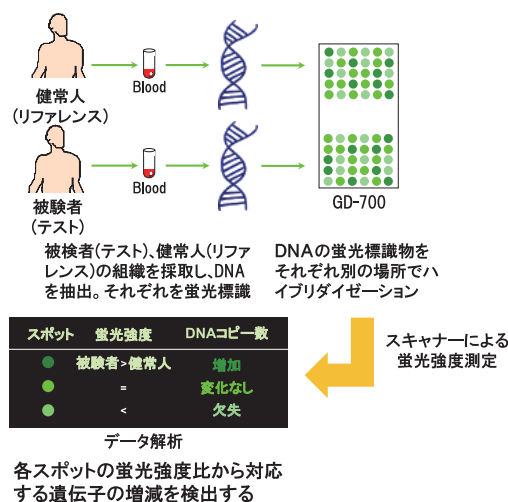 健常人
(リファレンス)
Blood
被験者
(テスト)
Blood
GD-700
被検者(テスト)、健常人(リファ
レンス)の組織を採取し、DNA
を抽出。それぞれを蛍光標識
DNAの蛍光標識物を
それぞれ別の場所でハ
イブリダイゼーション
スキャナーによる
蛍光強度測定
スポット 蛍光強度 DNAコピー数
被験者>健常人 増加
= 変化なし
< 欠失
データ解析
各スポットの蛍光強度比から対応
する遺伝子の増減を検出する